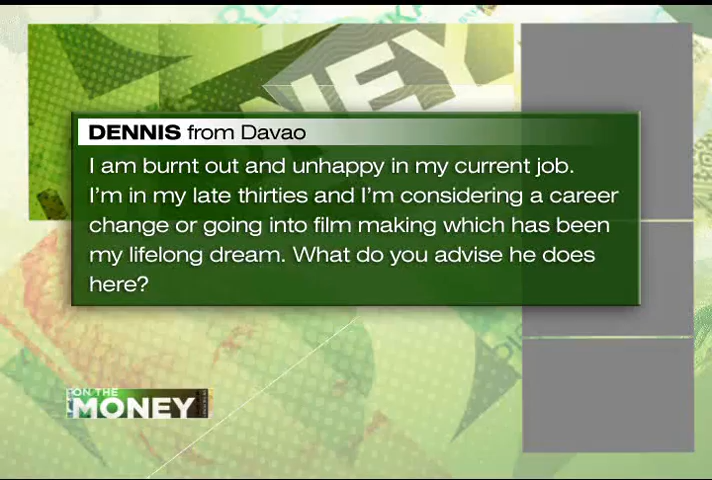 NEY
DENNIS from Davao
I am burnt out and unhappy in my current job.
I'm in my late thirties and I'm considering a career
change or going into film making which has been
my lifelong dream. What do you advise he does
here?
ON THE
MONEY